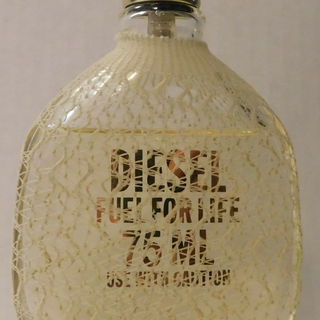 DIESEL
FUEL FOR LIFE
75 ML
USE WITH CAUTION